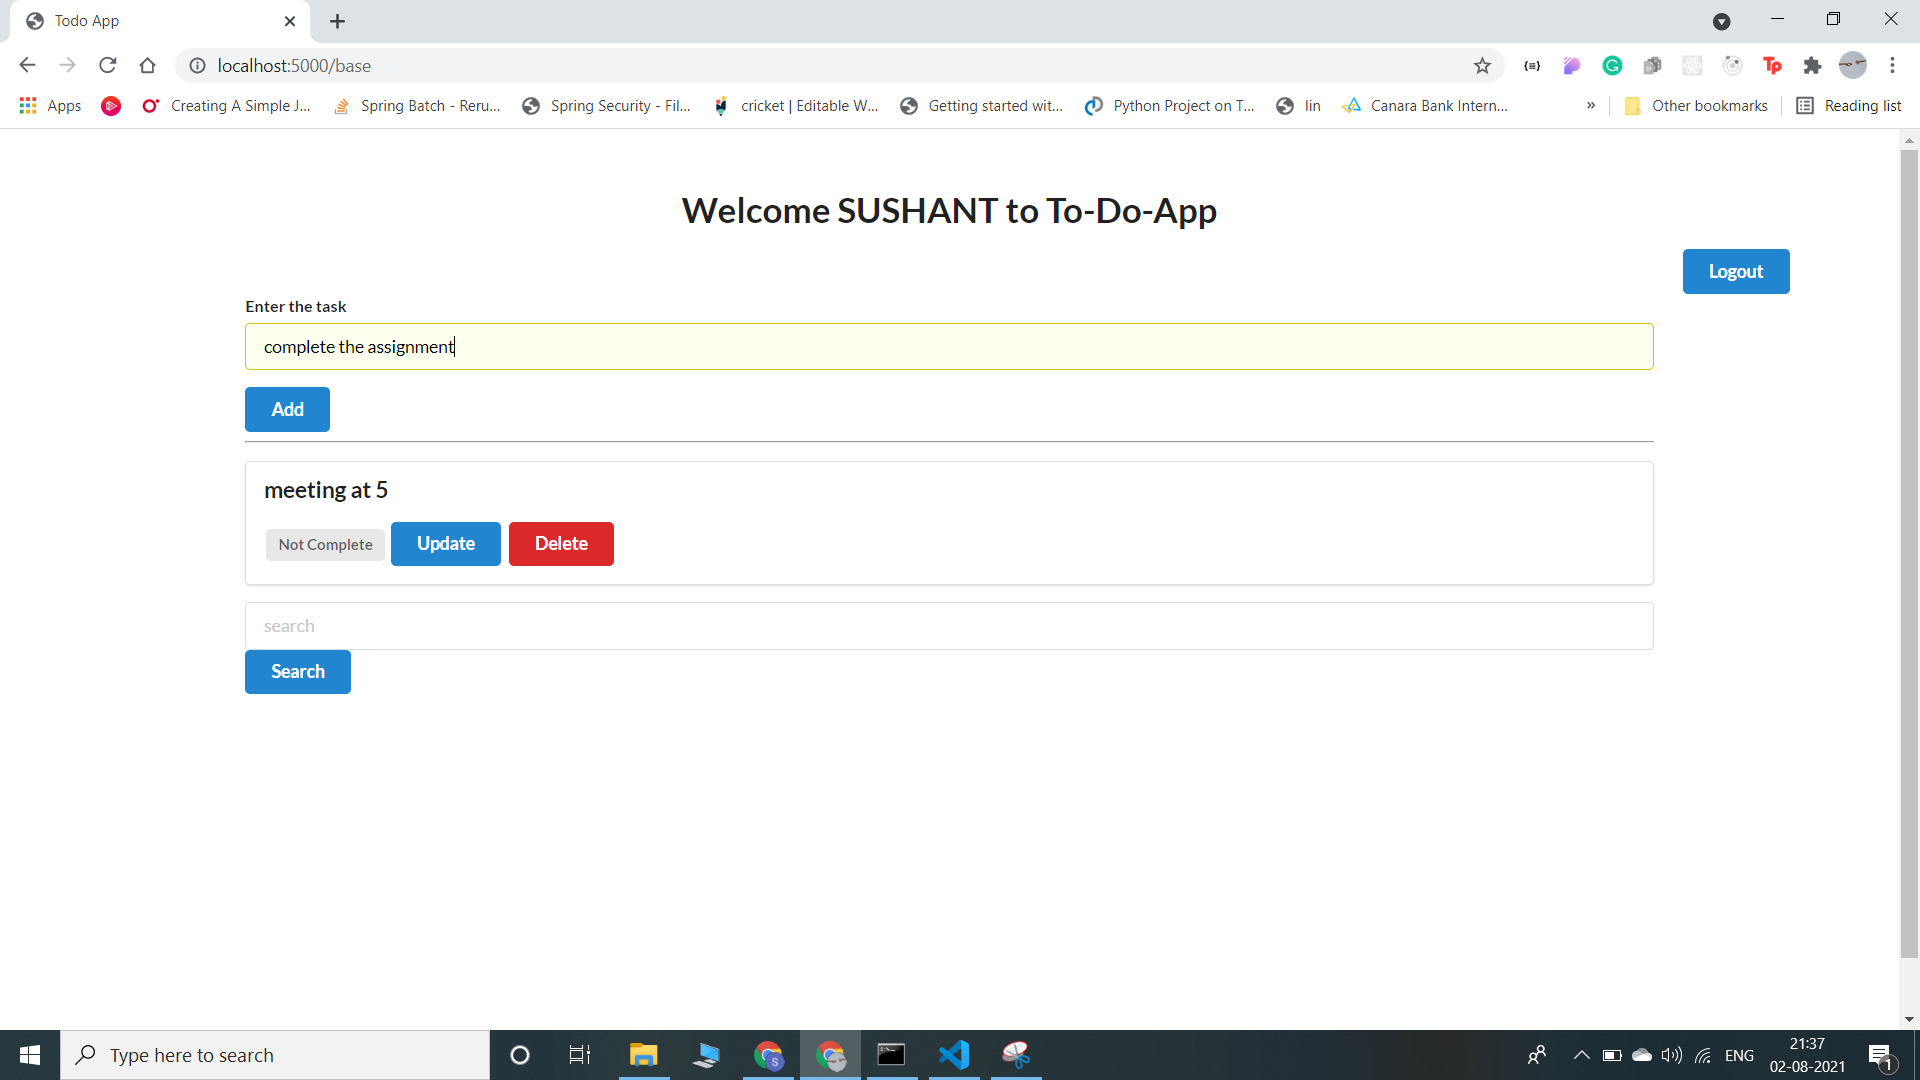 Todo App
localhost:5000/base
Apps
Creating A Simple J...
Spring Batch - Reru...
Spring Security - Fil...
cricket | Editable W...
Getting started wit...
Python Project on T...
lin
Canara Bank Intern...
»
Other bookmarks
Reading list
Welcome SUSHANT to To-Do-App
Logout
Enter the task
complete the assignment
Add
meeting at 5
Not Complete
Update
Delete
search
Search
Type here to search
ENG
21:37
02-08-2021
1